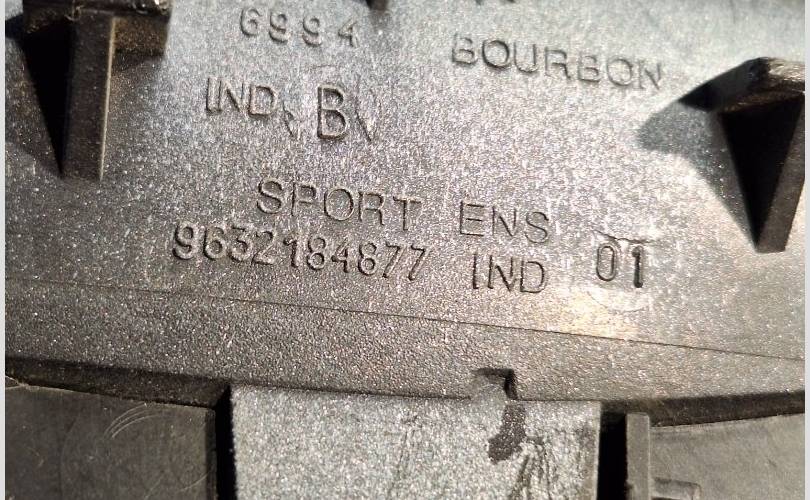 6994 BOURBON
IND B
SPORT ENS
9632184877 IND 01